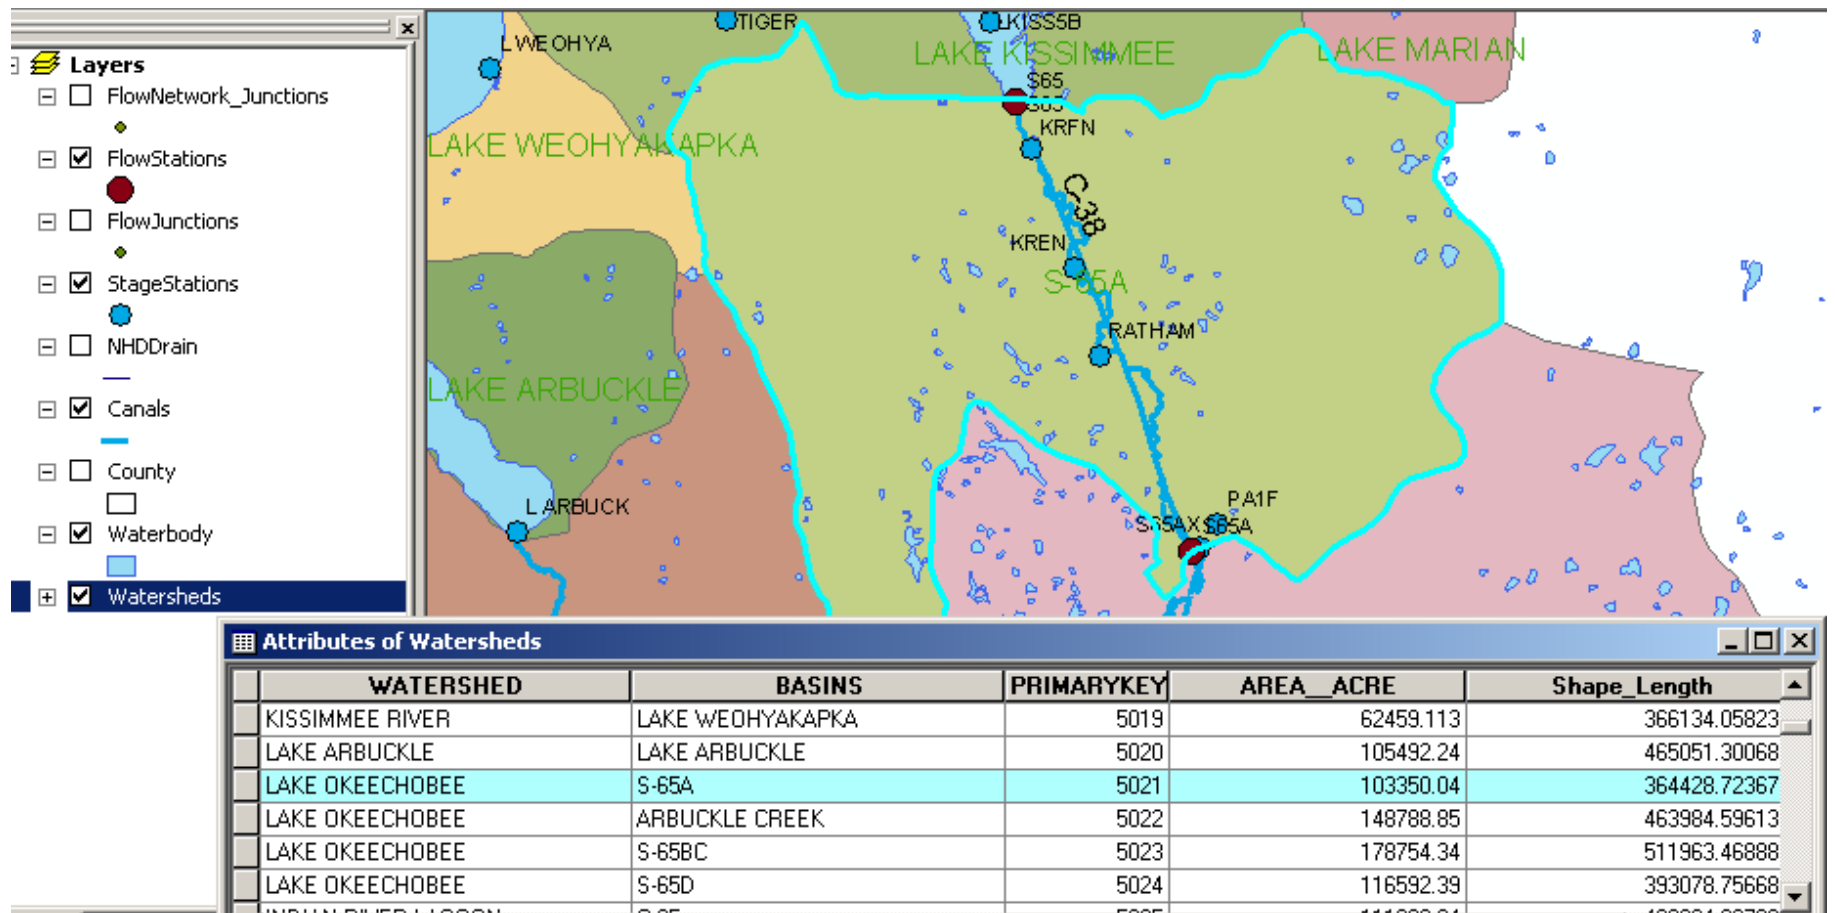 Layers
FlowNetwork_Junctions
FlowStations
FlowJunctions
StageStations
NHDDrain
Canals
County
Waterbody
Watersheds
TIGER
LKISS5B
LWEOHYA
LAKE KISSIMMEE
LAKE MARIAN
S65
S65
KRFN
LAKE WEOHYAKAPKA
C-38
KREN
S-65A
RATHAM
LAKE ARBUCKLE
L ARBUCK
PA1F
S65AX S65A
Attributes of Watersheds
WATERSHED BASINS PRIMARYKEY AREA__ACRE Shape_Length
KISSIMMEE RIVER LAKE WEOHYAKAPKA 5019 62459.113 366134.05823
LAKE ARBUCKLE LAKE ARBUCKLE 5020 105492.24 465051.30068
LAKE OKEECHOBEE S-65A 5021 103350.04 364428.72367
LAKE OKEECHOBEE ARBUCKLE CREEK 5022 148788.85 463984.59613
LAKE OKEECHOBEE S-65BC 5023 178754.34 511963.46888
LAKE OKEECHOBEE S-65D 5024 116592.39 393078.75668